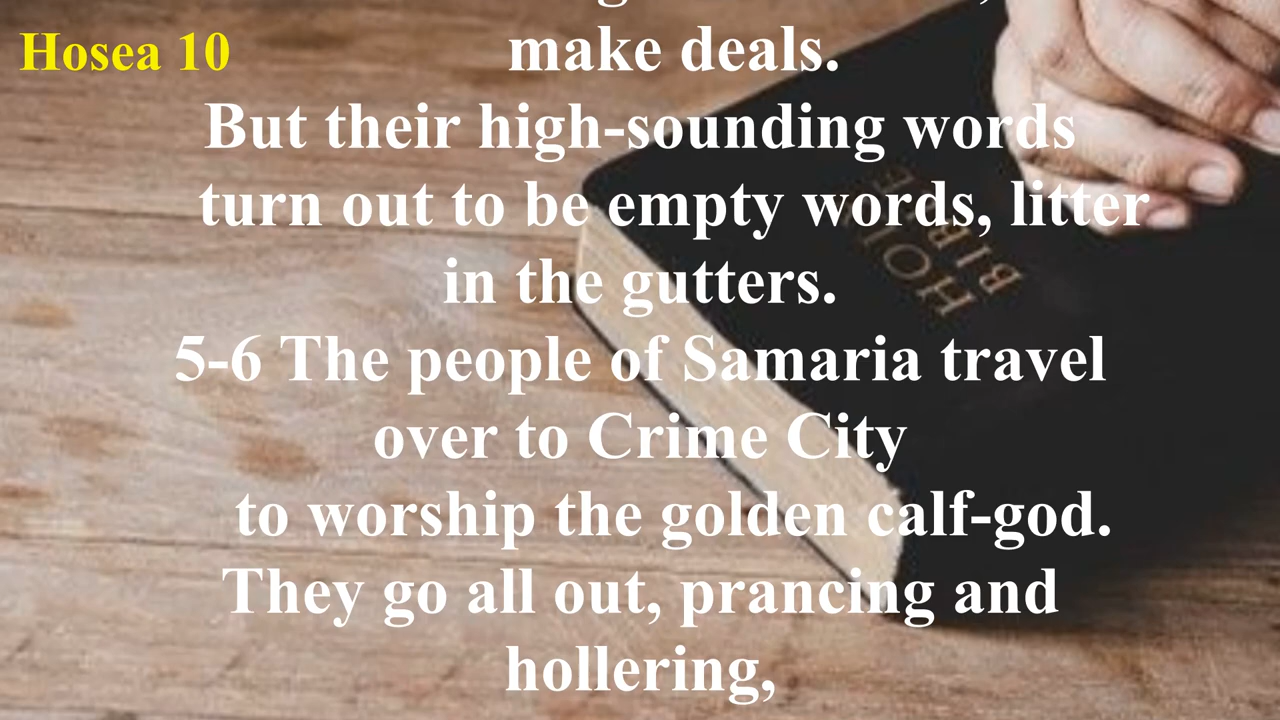 Hosea 10
make deals.
But their high-sounding words
turn out to be empty words, litter
in the gutters.
5-6 The people of Samaria travel
over to Crime City
to worship the golden calf-god.
They go all out, prancing and
hollering,
HOLY
BIBLE